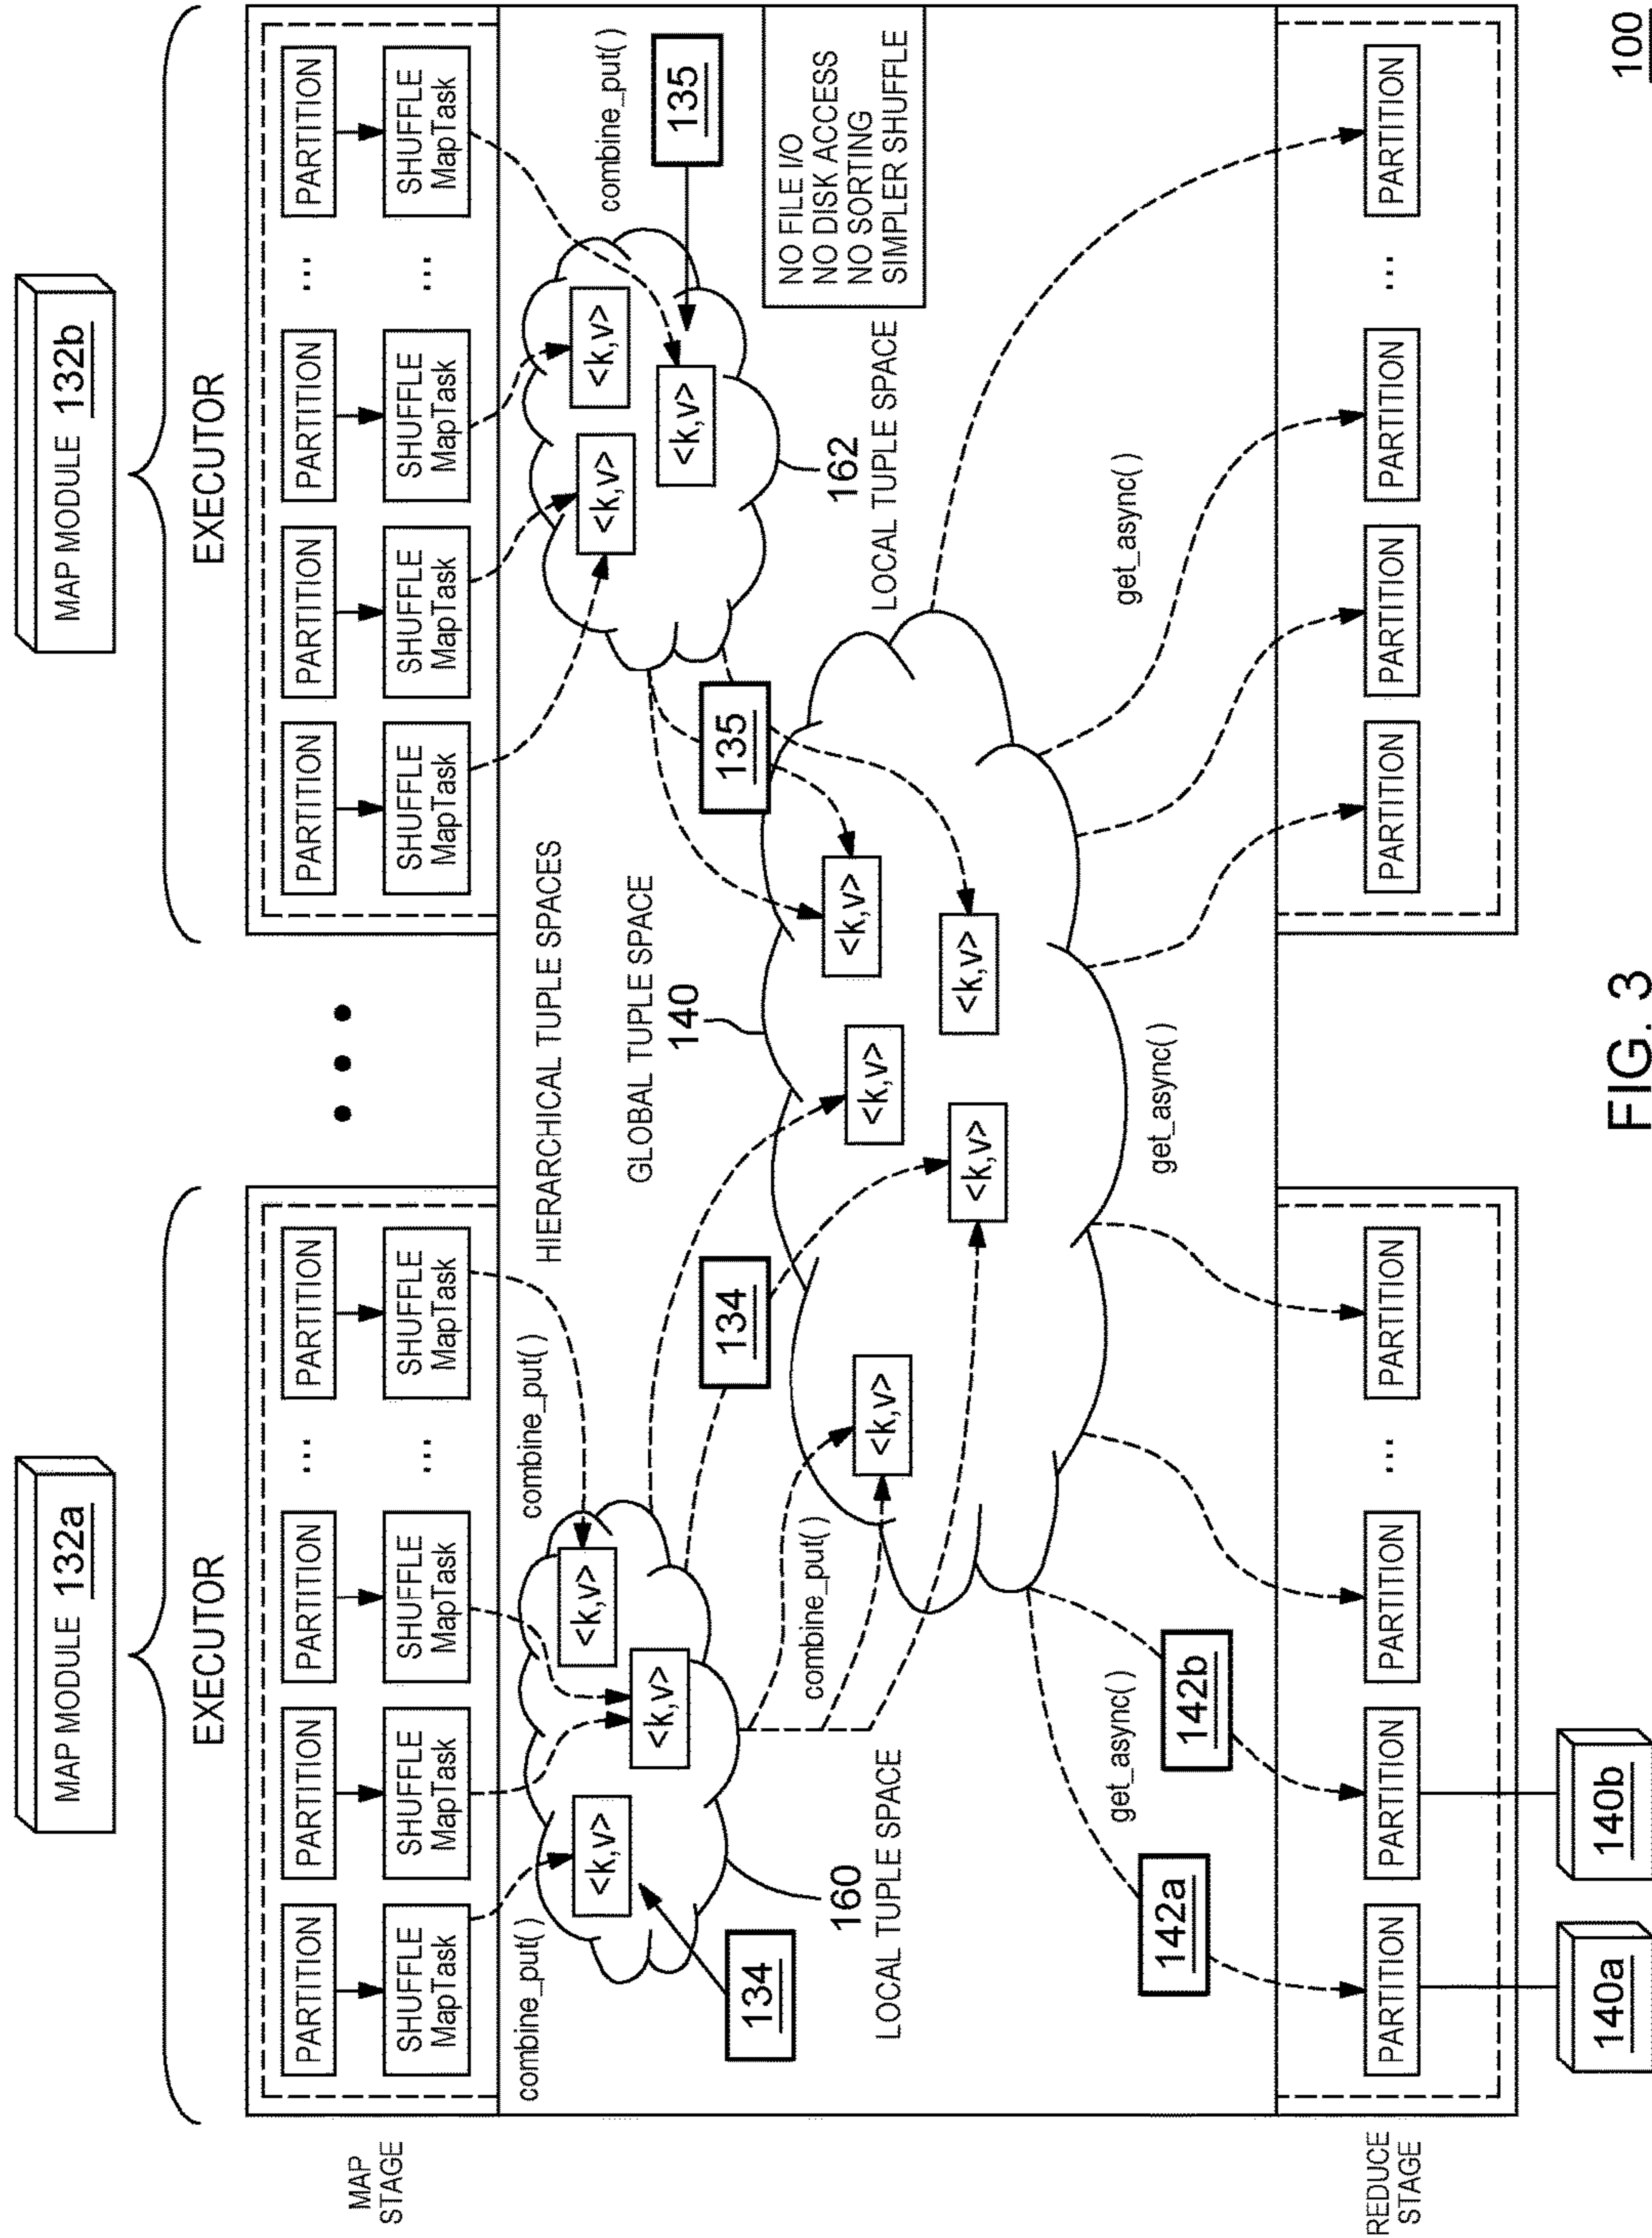 MAP MODULE 132a
MAP MODULE 132b
EXECUTOR
EXECUTOR
MAP
STAGE
PARTITION
PARTITION
PARTITION
...
PARTITION
PARTITION
PARTITION
PARTITION
...
PARTITION
SHUFFLE
MapTask
SHUFFLE
MapTask
SHUFFLE
MapTask
...
SHUFFLE
MapTask
SHUFFLE
MapTask
SHUFFLE
MapTask
SHUFFLE
MapTask
...
SHUFFLE
MapTask
combine_put( )
combine_put( )
HIERARCHICAL TUPLE SPACES
combine_put( )
<k,v>
<k,v>
<k,v>
<k,v>
<k,v>
<k,v>
134
134
135
135
GLOBAL TUPLE SPACE
140
160
LOCAL TUPLE SPACE
162
LOCAL TUPLE SPACE
NO FILE I/O
NO DISK ACCESS
NO SORTING
SIMPLER SHUFFLE
combine_put( )
<k,v>
<k,v>
<k,v>
<k,v>
<k,v>
get_async( )
get_async( )
get_async( )
142a
142b
REDUCE
STAGE
PARTITION
PARTITION
PARTITION
...
PARTITION
PARTITION
PARTITION
PARTITION
...
PARTITION
140a
140b
FIG. 3
100